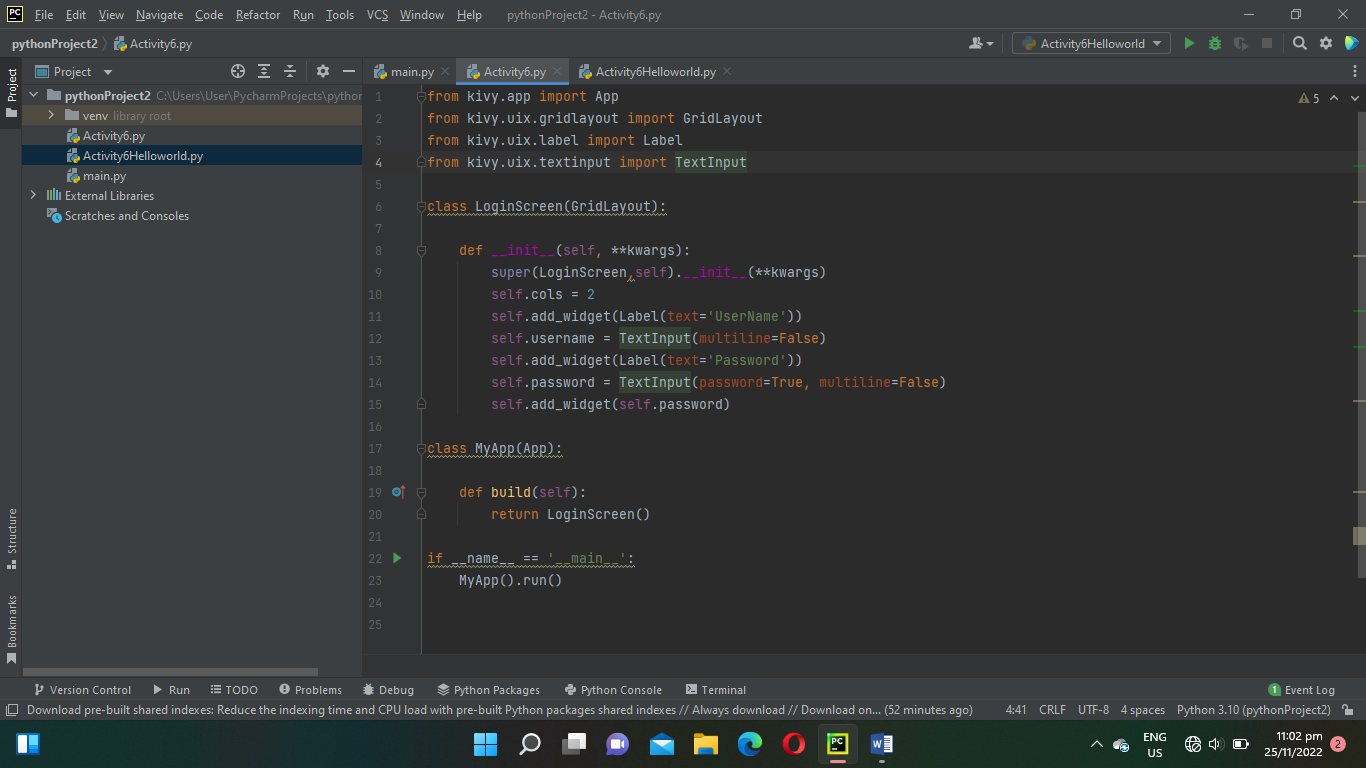 PC File Edit View Navigate Code Refactor Run Tools VCS Window Help pythonProject2 - Activity6.py
pythonProject2 Activity6.py Activity6Helloworld
Project main.py Activity6.py Activity6Helloworld.py
Project
pythonProject2 C:\Users\User\PycharmProjects\python
venv library root
Activity6.py
Activity6Helloworld.py
main.py
External Libraries
Scratches and Consoles
5
1 from kivy.app import App
2 from kivy.uix.gridlayout import GridLayout
3 from kivy.uix.label import Label
4 from kivy.uix.textinput import TextInput
5
6 class LoginScreen(GridLayout):
7
8 def __init__(self, **kwargs):
9 super(LoginScreen,self).__init__(**kwargs)
10 self.cols = 2
11 self.add_widget(Label(text='UserName'))
12 self.username = TextInput(multiline=False)
13 self.add_widget(Label(text='Password'))
14 self.password = TextInput(password=True, multiline=False)
15 self.add_widget(self.password)
16
17 class MyApp(App):
18
19 def build(self):
20 return LoginScreen()
21
22 if __name__ == '__main__':
23 MyApp().run()
24
25
Structure
Bookmarks
Version Control Run TODO Problems Debug Python Packages Python Console Terminal 1 Event Log
Download pre-built shared indexes: Reduce the indexing time and CPU load with pre-built Python packages shared indexes // Always download // Download on... (52 minutes ago) 4:41 CRLF UTF-8 4 spaces Python 3.10 (pythonProject2)
PC W ENG
US
11:02 pm
25/11/2022
2